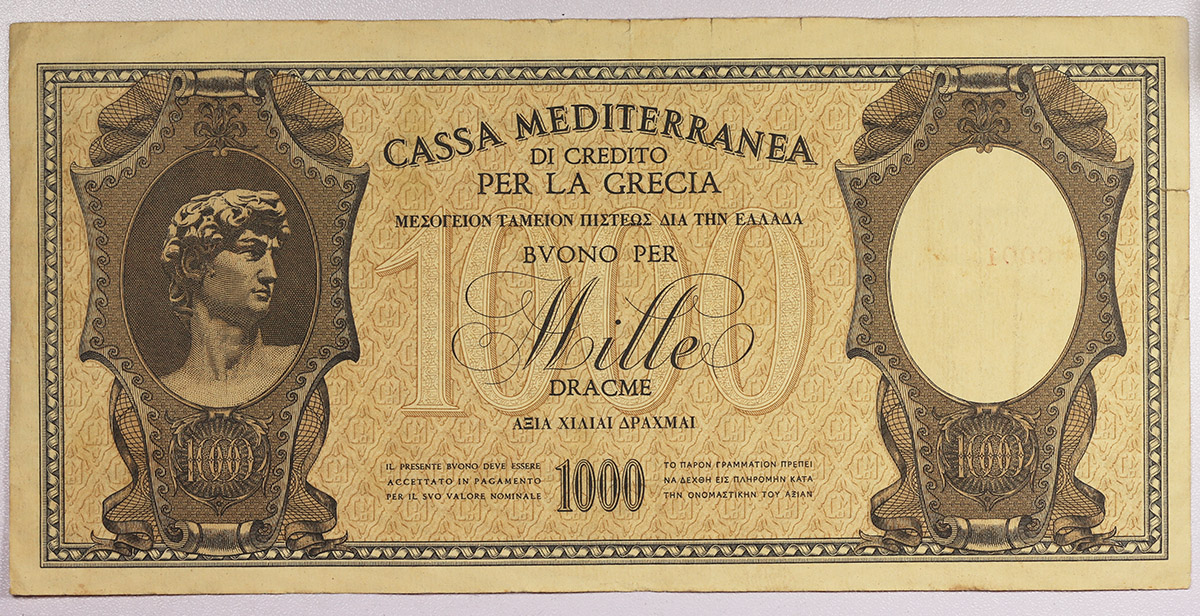 CASSA MEDITERRANEA
DI CREDITO
PER LA GRECIA
ΜΕΣΟΓΕΙΟΝ ΤΑΜΕΙΟΝ ΠΙΣΤΕΩΣ ΔΙΑ ΤΗΝ ΕΛΛΑΔΑ
BVONO PER
1000
Mille
DRACME
ΑΞΙΑ ΧΙΛΙΑΙ ΔΡΑΧΜΑΙ
1000
1000
IL PRESENTE BVONO DEVE ESSERE
ACCETTATO IN PAGAMENTO
PER IL SVO VALORE NOMINALE
1000
ΤΟ ΠΑΡΟΝ ΓΡΑΜΜΑΤΙΟΝ ΠΡΕΠΕΙ
ΝΑ ΔΕΧΘΗ ΕΙΣ ΠΛΗΡΟΜΗΝ ΚΑΤΑ
ΤΗΝ ΟΝΟΜΑΣΤΙΚΗΝ ΤΟΥ ΑΞΙΑΝ